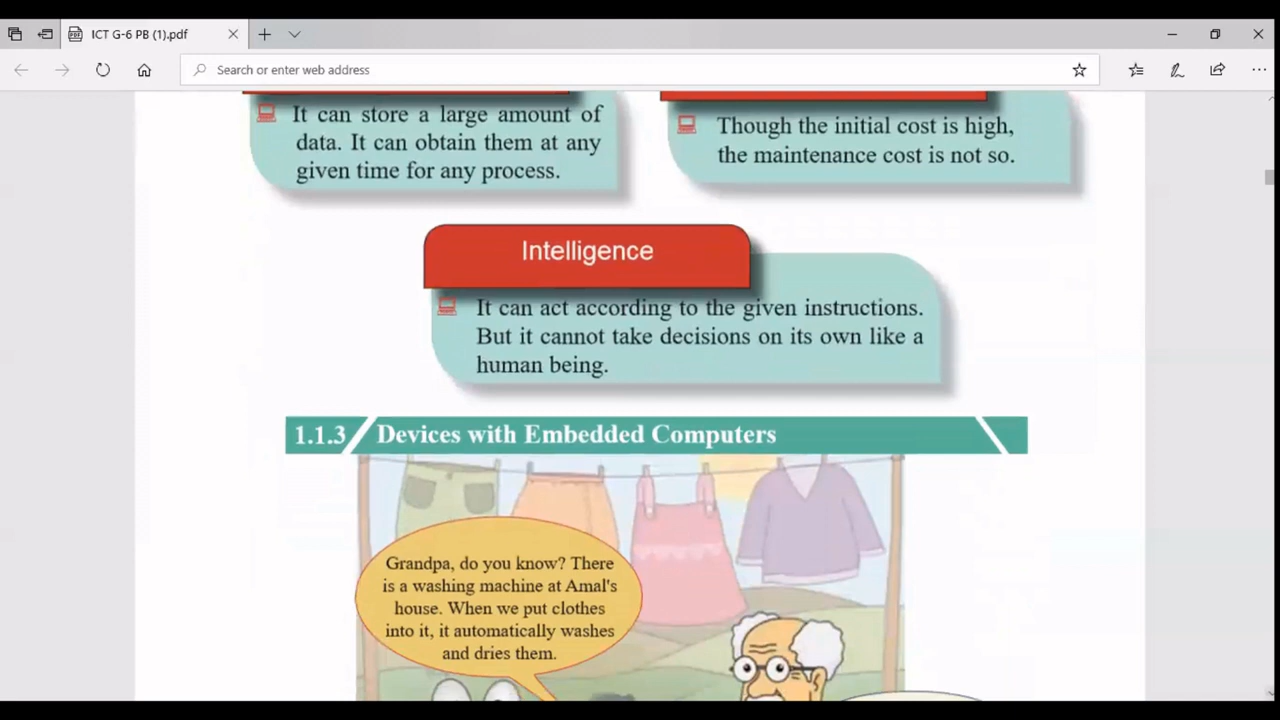 ICT G-6 PB (1).pdf
Search or enter web address
It can store a large amount of
data. It can obtain them at any
given time for any process.
Though the initial cost is high,
the maintenance cost is not so.
Intelligence
It can act according to the given instructions.
But it cannot take decisions on its own like a
human being.
1.1.3 Devices with Embedded Computers
Grandpa, do you know? There
is a washing machine at Amal's
house. When we put clothes
into it, it automatically washes
and dries them.